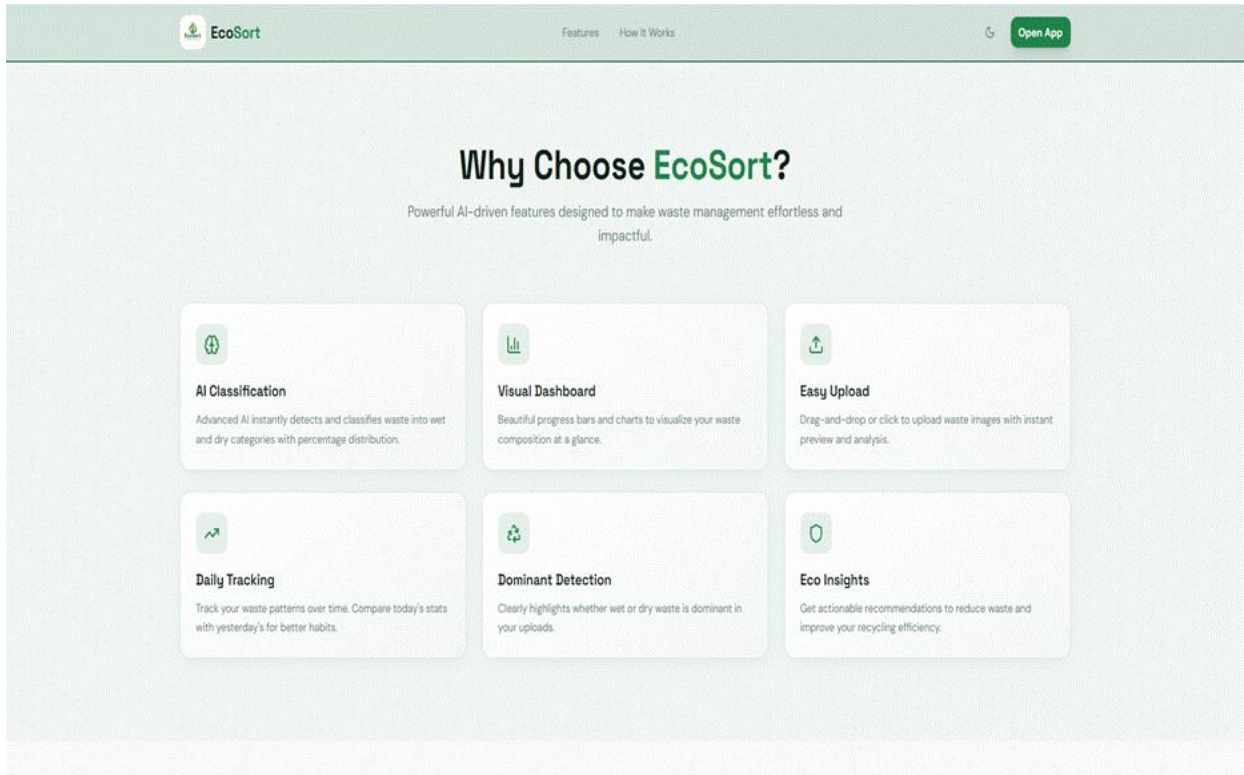 EcoSort
Features
How It Works
Open App
Why Choose EcoSort?
Powerful AI-driven features designed to make waste management effortless and
impactful.
AI Classification
Advanced AI instantly detects and classifies waste into wet
and dry categories with percentage distribution.
Visual Dashboard
Beautiful progress bars and charts to visualize your waste
composition at a glance.
Easy Upload
Drag-and-drop or click to upload waste images with instant
preview and analysis.
Daily Tracking
Track your waste patterns over time. Compare today's stats
with yesterday's for better habits.
Dominant Detection
Clearly highlights whether wet or dry waste is dominant in
your uploads.
Eco Insights
Get actionable recommendations to reduce waste and
improve your recycling efficiency.